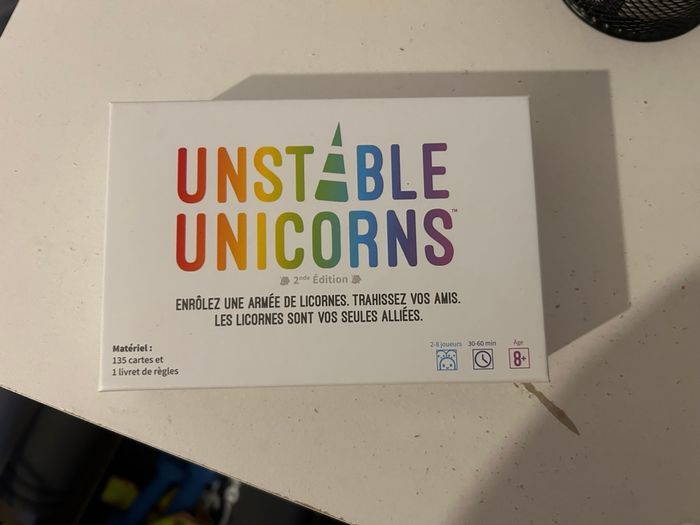 UNSTABLE
UNICORNS™
2nde Édition
ENRÔLEZ UNE ARMÉE DE LICORNES. TRAHISSEZ VOS AMIS.
LES LICORNES SONT VOS SEULES ALLIÉES.
Matériel :
135 cartes et
1 livret de règles
2-8 joueurs
30-60 min
Âge
8+